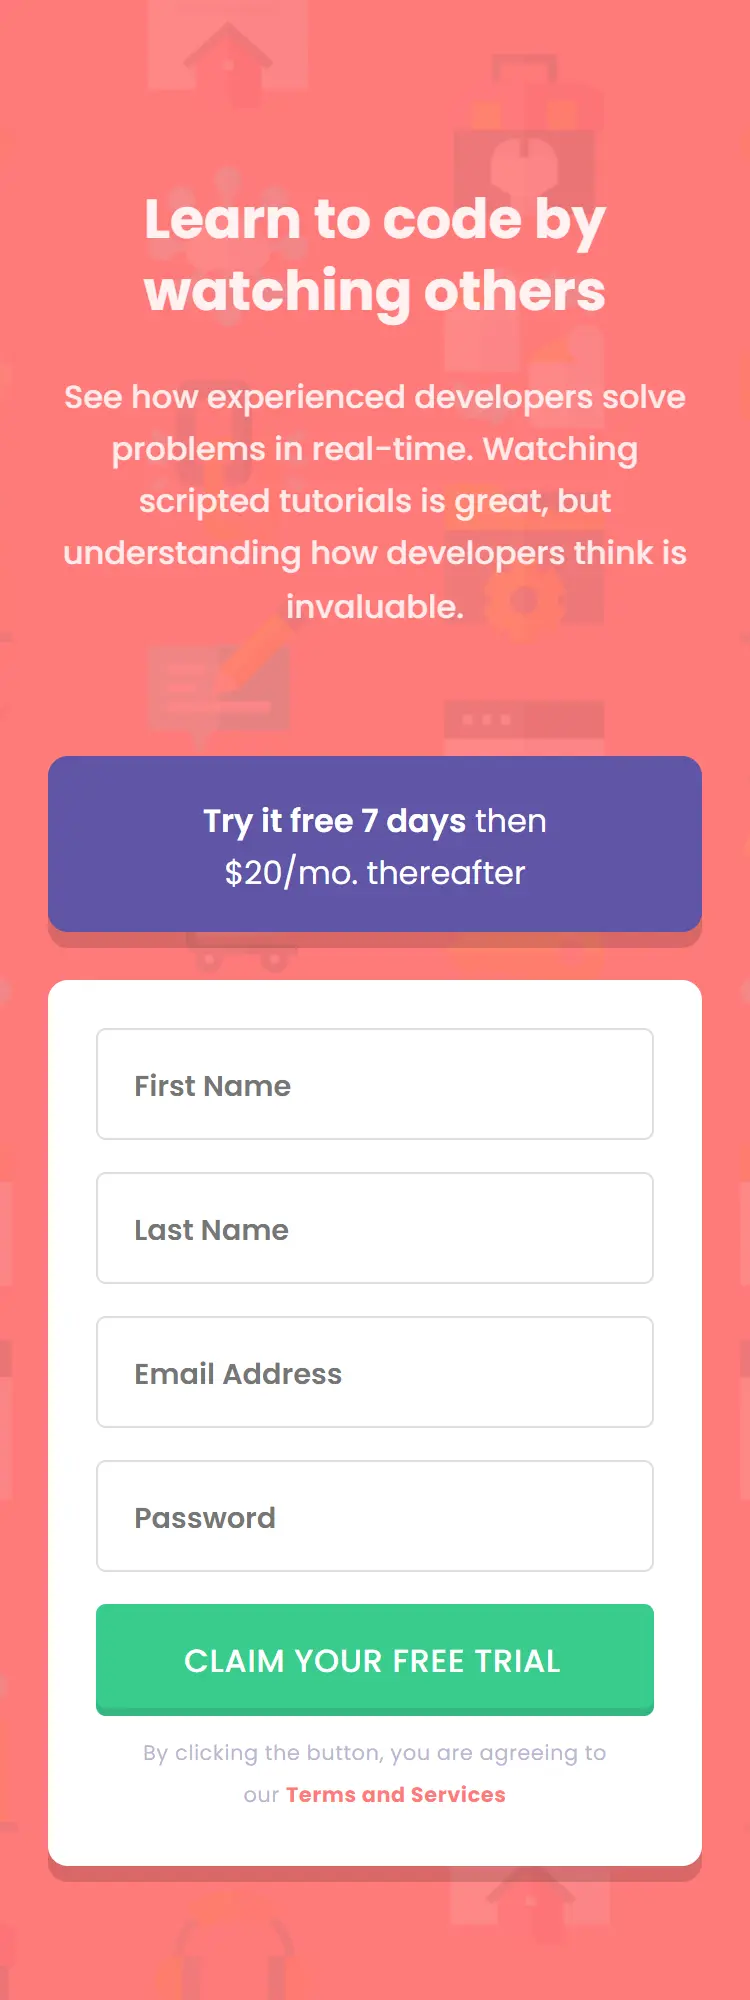 Learn to code by
watching others
See how experienced developers solve
problems in real-time. Watching
scripted tutorials is great, but
understanding how developers think is
invaluable.
Try it free 7 days then
$20/mo. thereafter
First Name
Last Name
Email Address
Password
CLAIM YOUR FREE TRIAL
By clicking the button, you are agreeing to
our Terms and Services